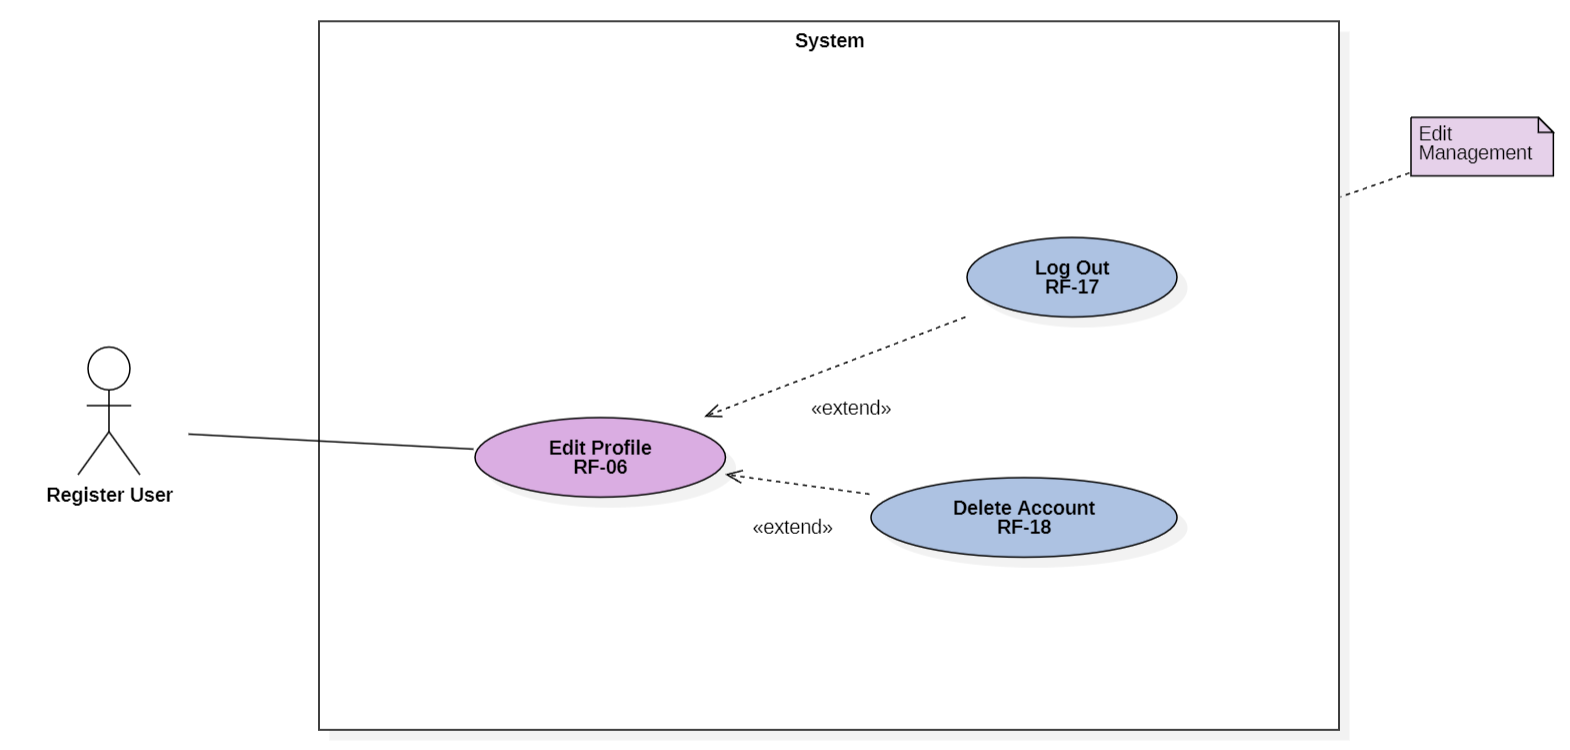 System
Edit
Management
Log Out
RF-17
«extend»
Edit Profile
RF-06
Register User
Delete Account
RF-18
«extend»